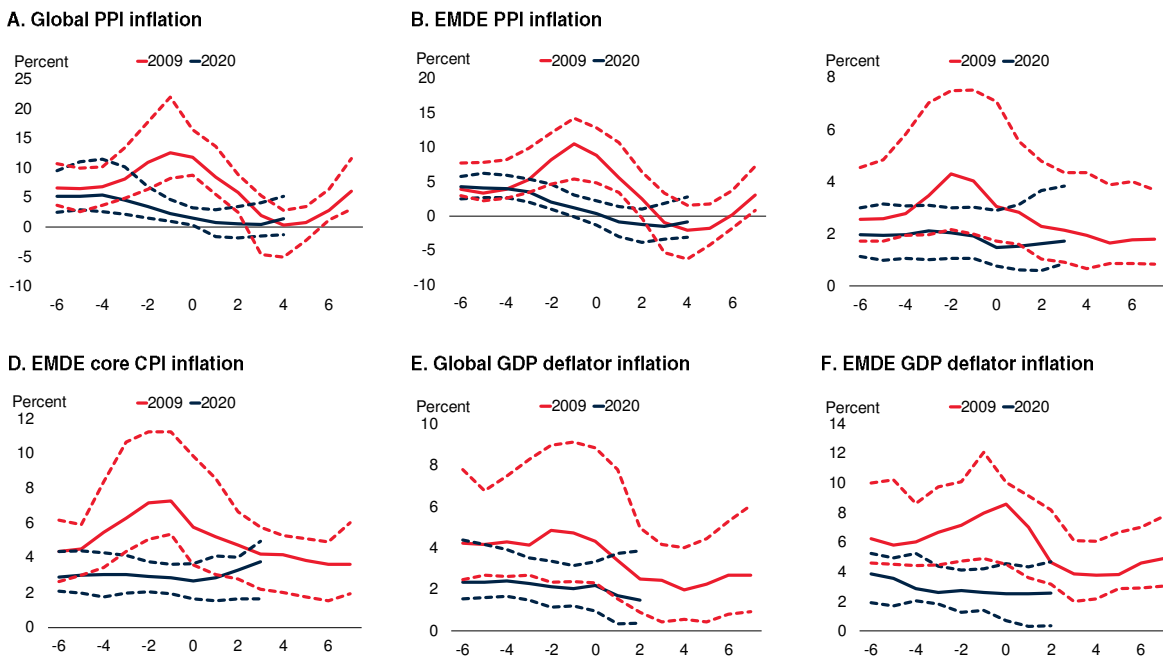 A. Global PPI inflation
Percent
2009 2020
25
20
15
10
5
0
-5
-10
-6 -4 -2 0 2 4 6
B. EMDE PPI inflation
Percent
2009 2020
20
15
10
5
0
-5
-10
-6 -4 -2 0 2 4 6
Percent
2009 2020
8
6
4
2
0
-6 -4 -2 0 2 4 6
D. EMDE core CPI inflation
Percent
2009 2020
12
10
8
6
4
2
0
-6 -4 -2 0 2 4 6
E. Global GDP deflator inflation
Percent
2009 2020
10
8
6
4
2
0
-6 -4 -2 0 2 4 6
F. EMDE GDP deflator inflation
Percent
2009 2020
14
12
10
8
6
4
2
0
-6 -4 -2 0 2 4 6